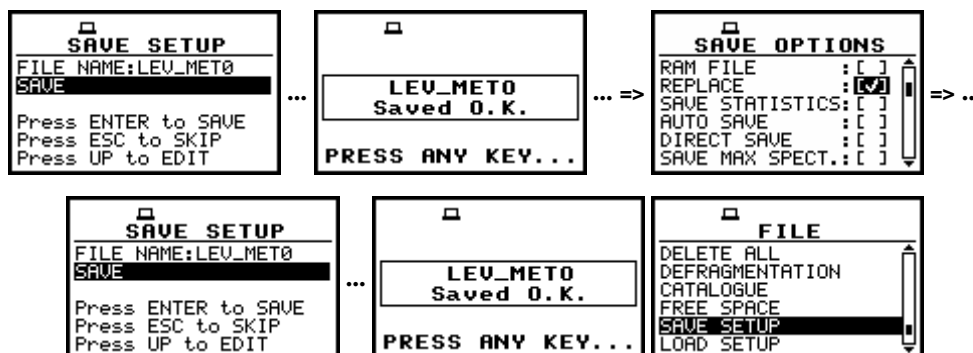 SAVE SETUP
FILE NAME:LEV_MET0
SAVE
Press ENTER to SAVE
Press ESC to SKIP
Press UP to EDIT
...
LEV_MET0
Saved O.K.
PRESS ANY KEY...
... =>
SAVE OPTIONS
RAM FILE :[ ]
REPLACE :[✓]
SAVE STATISTICS:[ ]
AUTO SAVE :[ ]
DIRECT SAVE :[ ]
SAVE MAX SPECT.:[ ]
=> ..
SAVE SETUP
FILE NAME:LEV_MET0
SAVE
Press ENTER to SAVE
Press ESC to SKIP
Press UP to EDIT
...
LEV_MET0
Saved O.K.
PRESS ANY KEY...
FILE
DELETE ALL
DEFRAGMENTATION
CATALOGUE
FREE SPACE
SAVE SETUP
LOAD SETUP